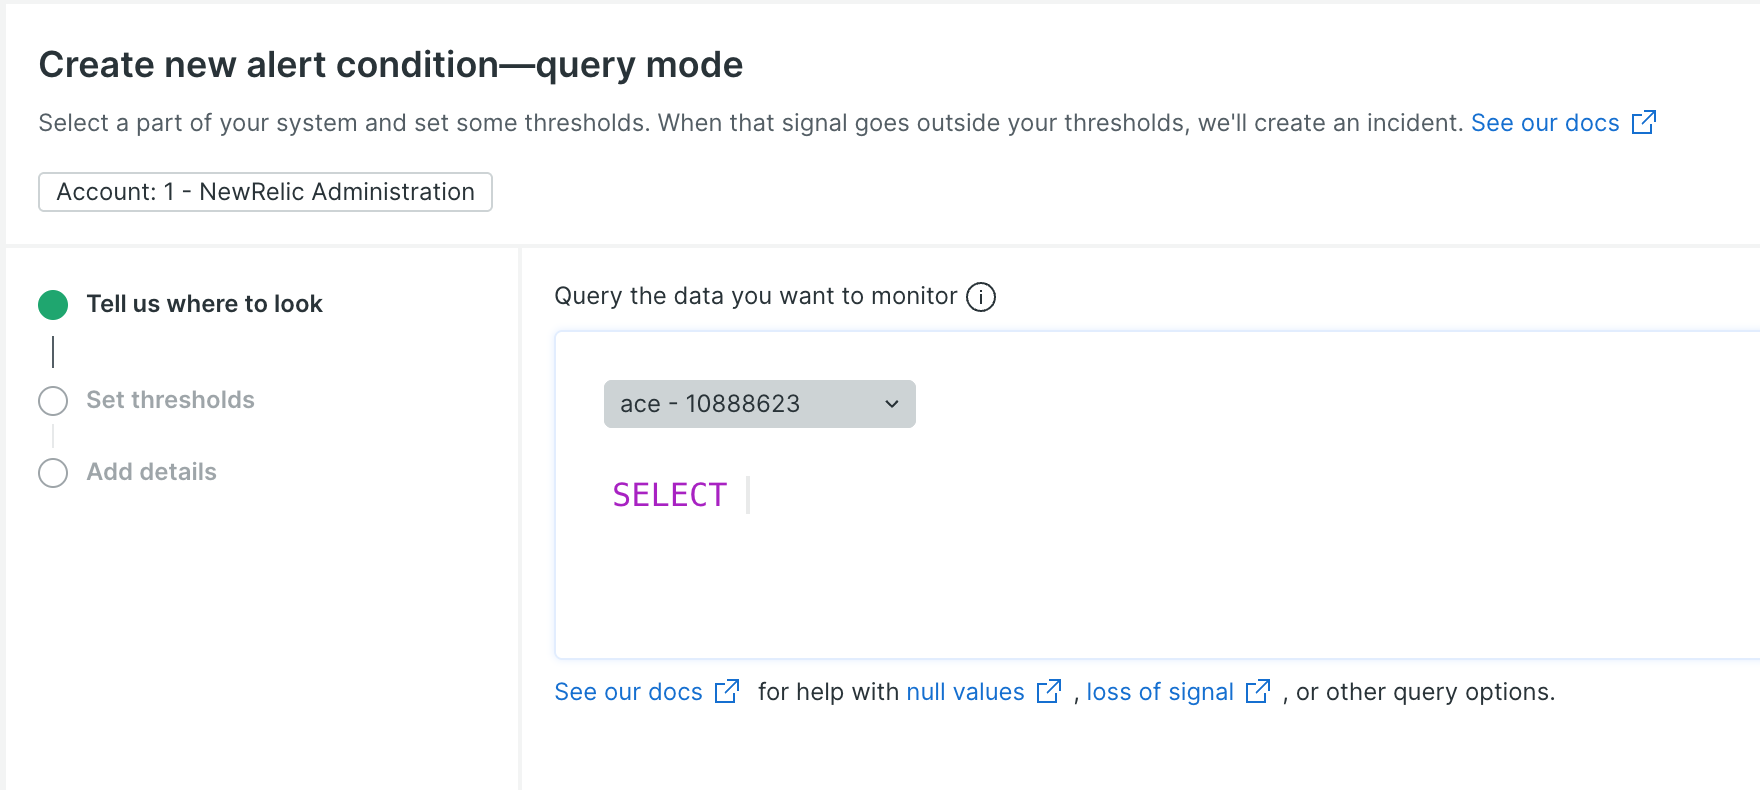 Create new alert condition—query mode
Select a part of your system and set some thresholds. When that signal goes outside your thresholds, we'll create an incident. See our docs
Account: 1 - NewRelic Administration
Tell us where to look
Set thresholds
Add details
Query the data you want to monitor
ace - 10888623
SELECT
See our docs for help with null values , loss of signal , or other query options.